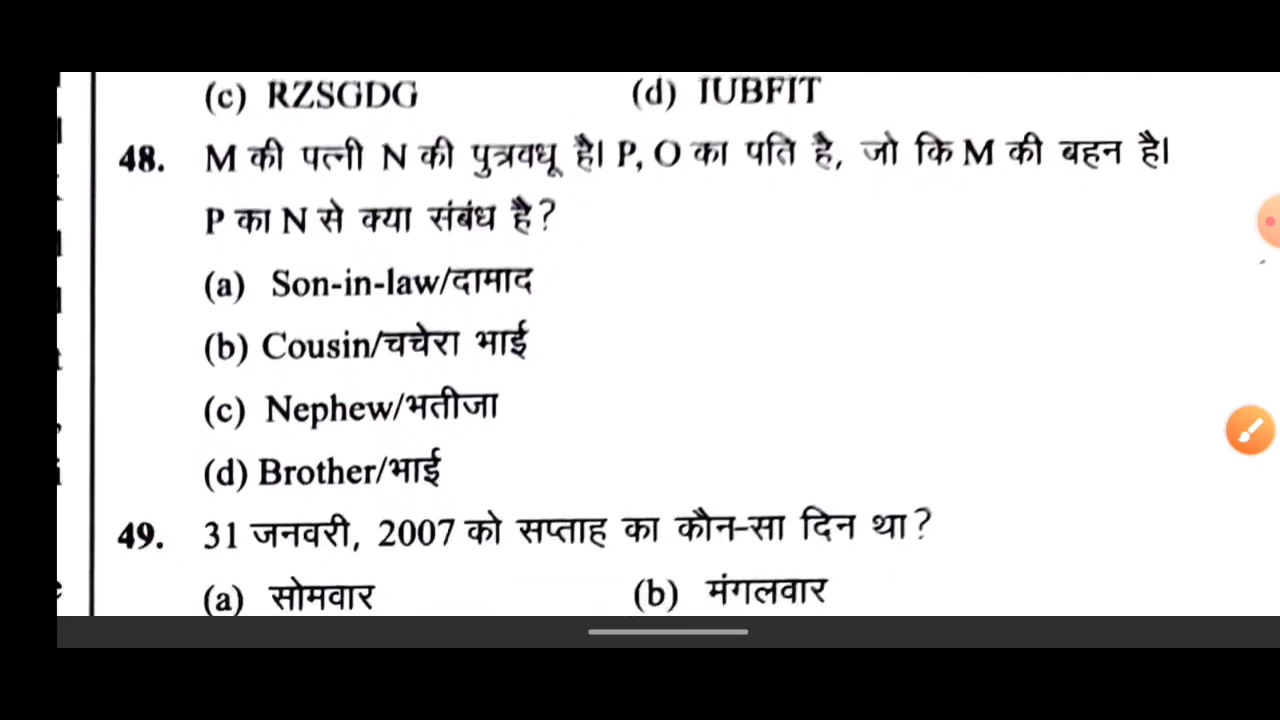 (c) RZSGDG (d) IUBFIT
48. M की पत्नी N की पुत्रवधू है। P, O का पति है, जो कि M की बहन है।
P का N से क्या संबंध है?
(a) Son-in-law/दामाद
(b) Cousin/चचेरा भाई
(c) Nephew/भतीजा
(d) Brother/भाई
49. 31 जनवरी, 2007 को सप्ताह का कौन-सा दिन था?
(a) सोमवार (b) मंगलवार